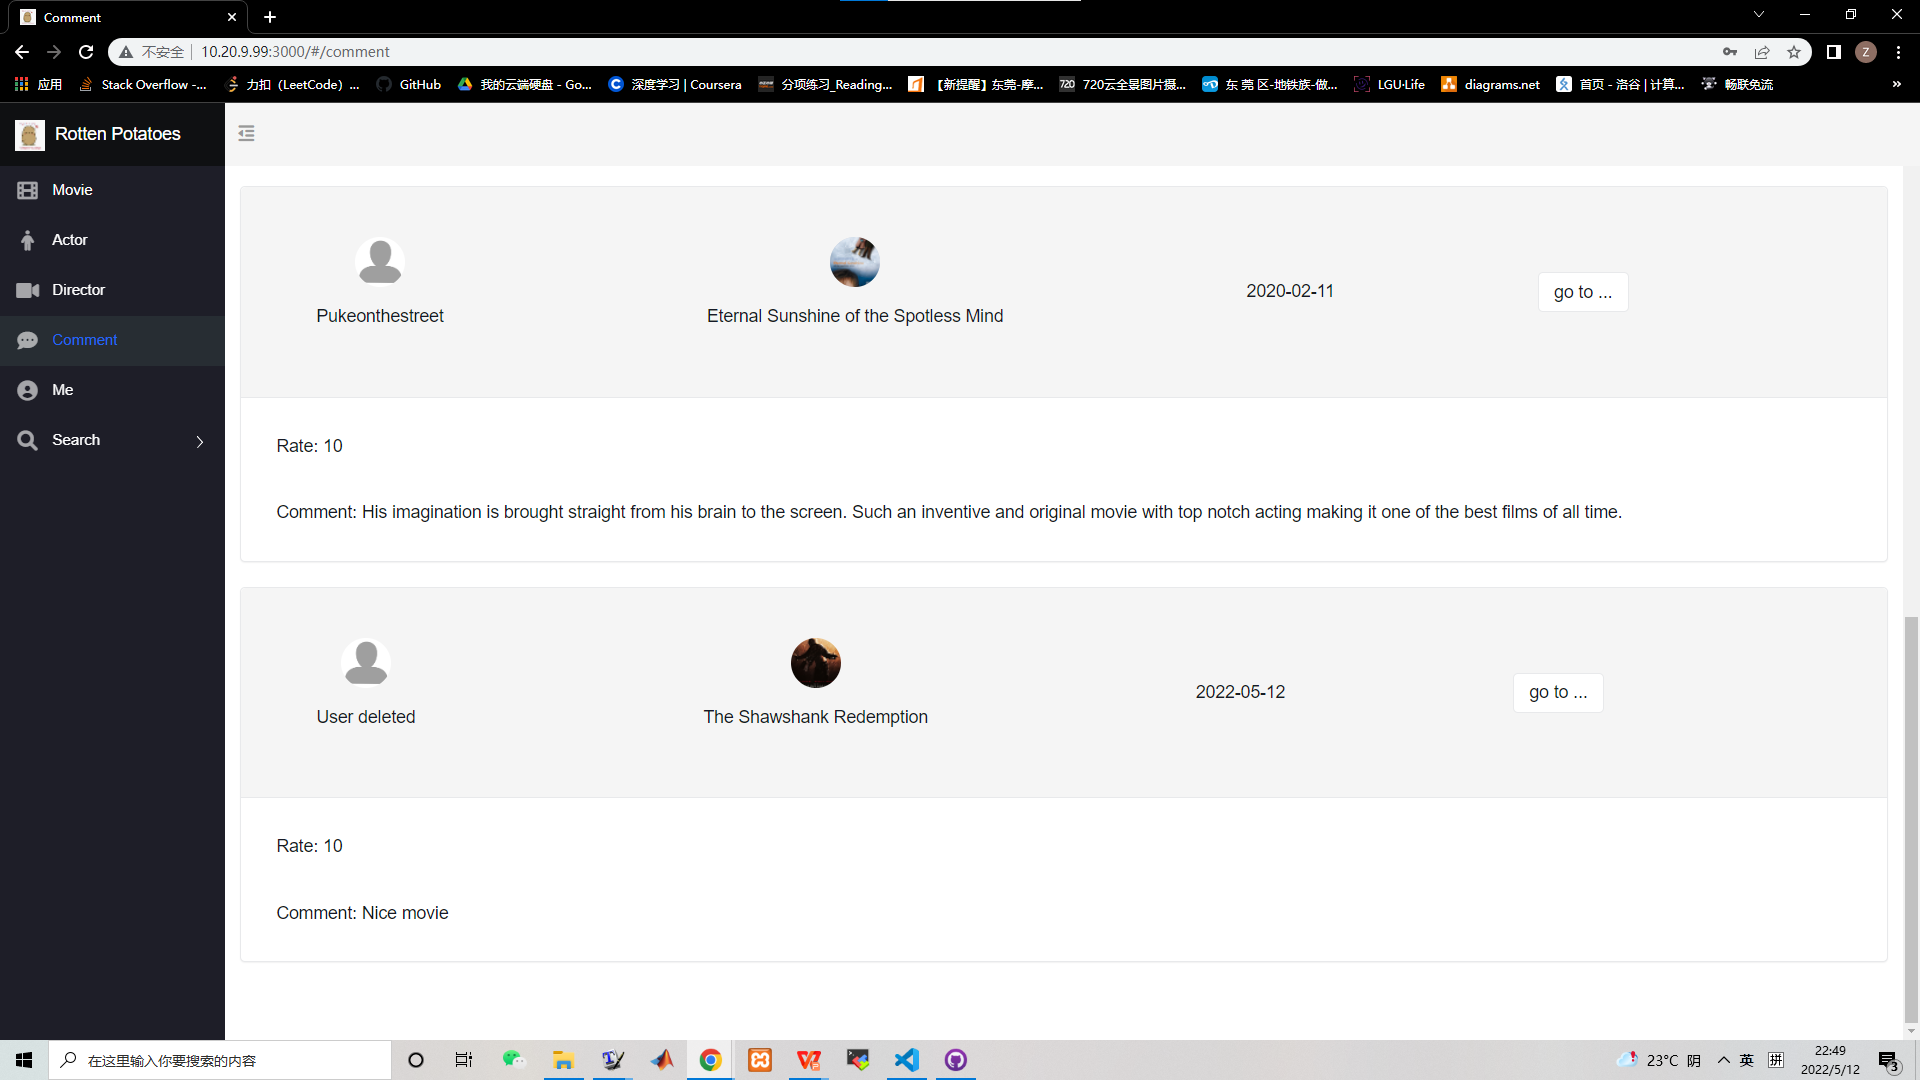 Comment
不安全 10.20.9.99:3000/#/comment
Z
应用 Stack Overflow -... 力扣（LeetCode）... GitHub 我的云端硬盘 - Go... 深度学习 | Coursera 分项练习_Reading... 【新提醒】东莞-摩... 720云全景图片摄... 东 莞 区-地铁族-做... LGU·Life diagrams.net 首页 - 洛谷 | 计算... 畅联免流 »
Rotten Potatoes
Movie
Actor
Director
Comment
Me
Search
Pukeonthestreet
Eternal Sunshine of the Spotless Mind
2020-02-11
go to ...
Rate: 10
Comment: His imagination is brought straight from his brain to the screen. Such an inventive and original movie with top notch acting making it one of the best films of all time.
User deleted
The Shawshank Redemption
2022-05-12
go to ...
Rate: 10
Comment: Nice movie
在这里输入你要搜索的内容
23°C 阴
英
拼
22:49
2022/5/12
3